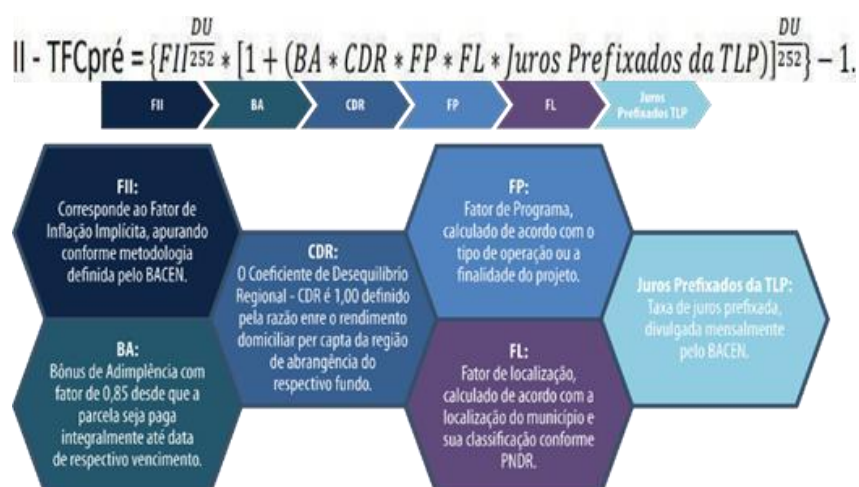 II - TFCpré = {FII^(DU/252) * [1 + (BA * CDR * FP * FL * Juros Prefixados da TLP)]^(DU/252)} − 1.
FII
BA
CDR
FP
FL
Juros
Prefixados TLP
FII:
Corresponde ao Fator de
Inflação Implícita, apurando
conforme metodologia
definida pelo BACEN.
BA:
Bônus de Adimplência com
fator de 0,85 desde que a
parcela seja paga
integralmente até data
de respectivo vencimento.
CDR:
O Coeficiente de Desequilíbrio
Regional - CDR é 1,00 definido
pela razão enre o rendimento
domiciliar per capta da região
de abrangência do
respectivo fundo.
FP:
Fator de Programa,
calculado de acordo com o
tipo de operação ou a
finalidade do projeto.
FL:
Fator de localização,
calculado de acordo com a
localização do município e
sua classificação conforme
PNDR.
Juros Prefixados da TLP:
Taxa de juros prefixada,
divulgada mensalmente
pelo BACEN.